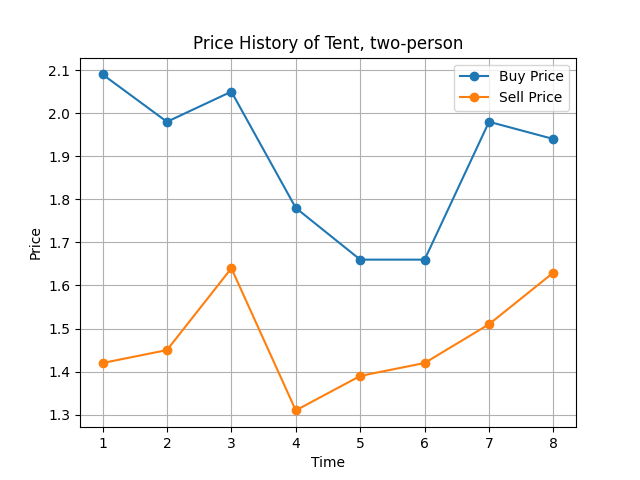 Price History of Tent, two-person
Buy Price
Sell Price
Price
2.1
2.0
1.9
1.8
1.7
1.6
1.5
1.4
1.3
1 2 3 4 5 6 7 8
Time